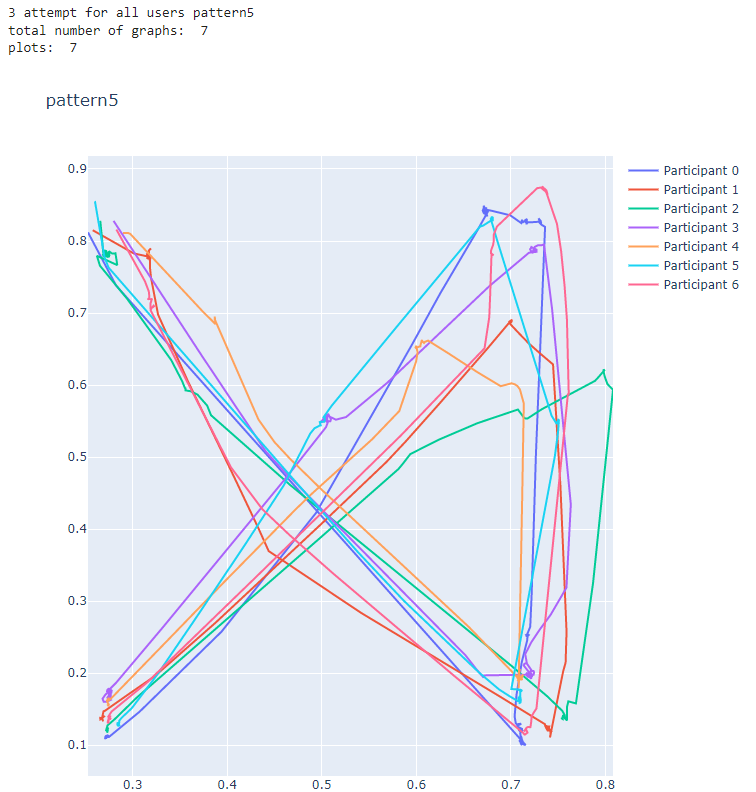 3 attempt for all users pattern5
total number of graphs:  7
plots:  7
pattern5
0.9
0.8
0.7
0.6
0.5
0.4
0.3
0.2
0.1
0.3
0.4
0.5
0.6
0.7
0.8
Participant 0
Participant 1
Participant 2
Participant 3
Participant 4
Participant 5
Participant 6